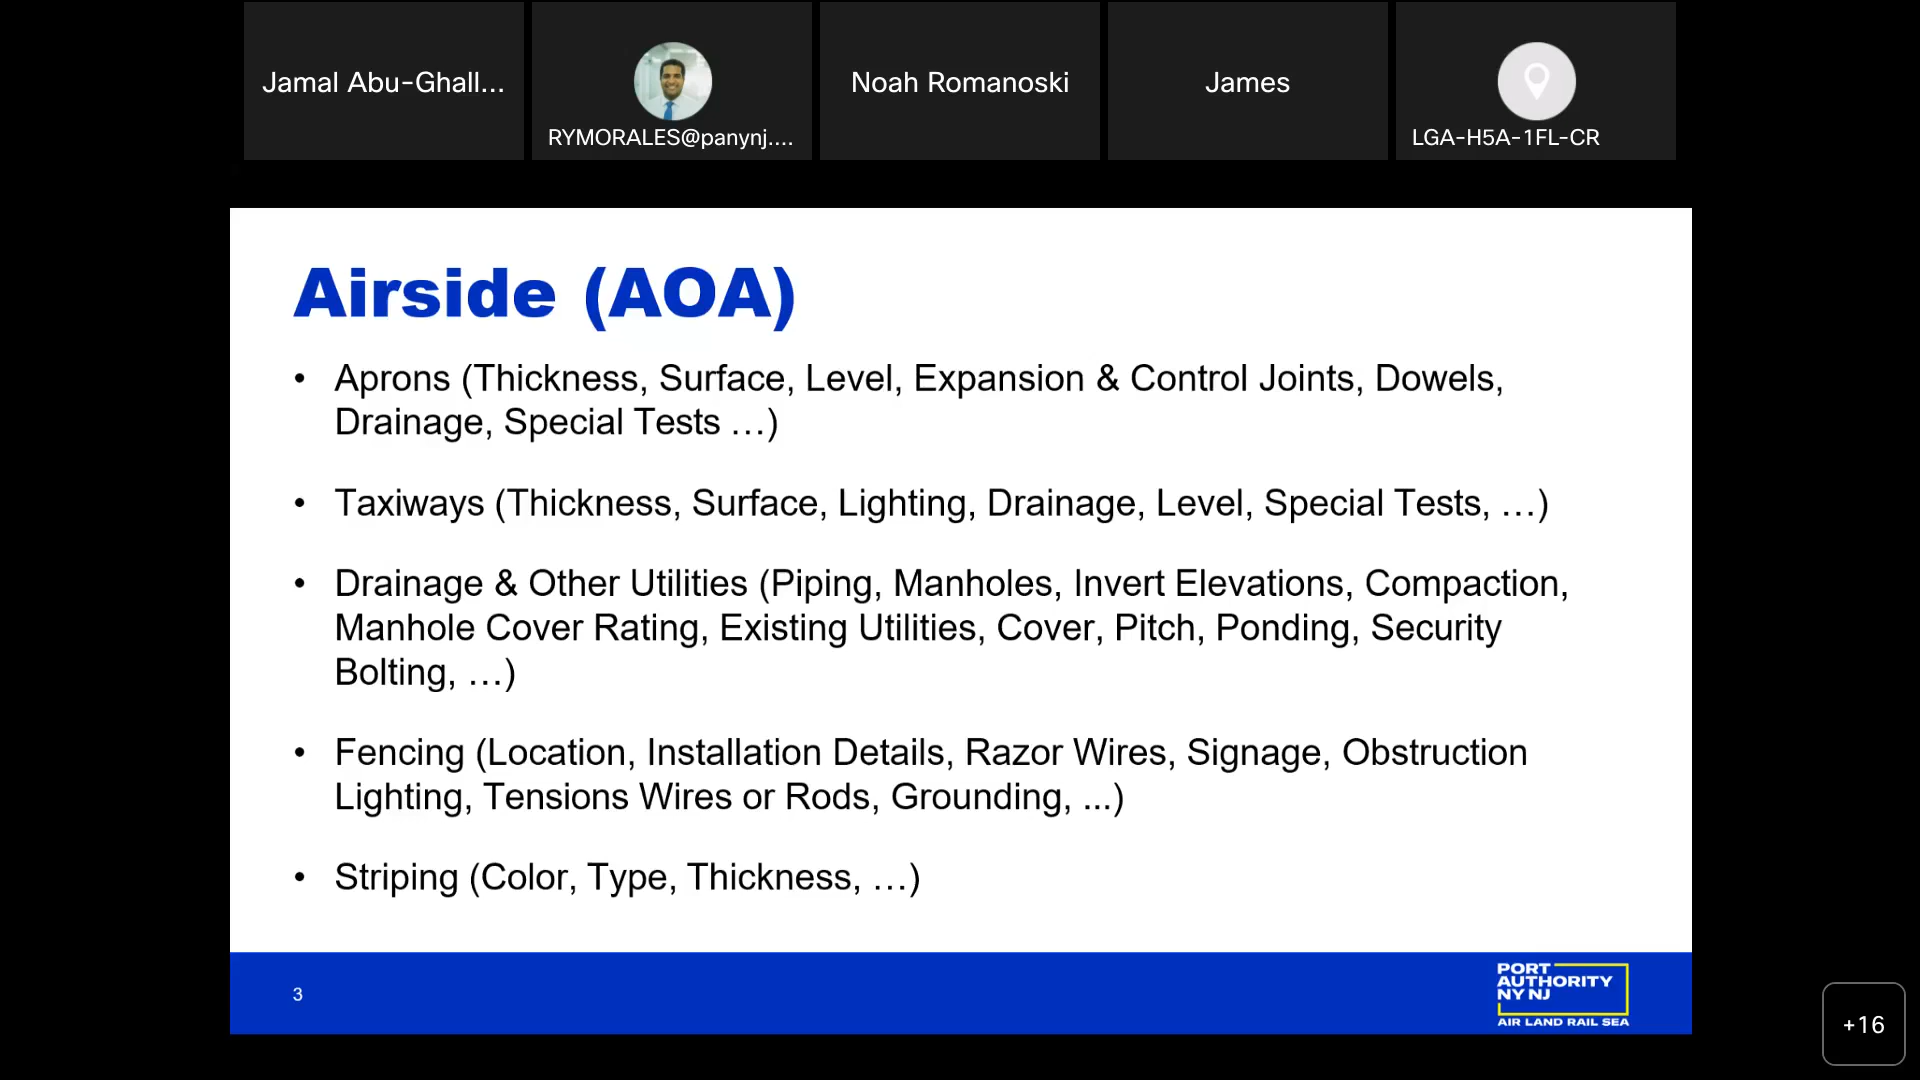 Jamal Abu-Ghall...
RYMORALES@panynj....
Noah Romanoski
James
LGA-H5A-1FL-CR
Airside (AOA)
• Aprons (Thickness, Surface, Level, Expansion & Control Joints, Dowels,
Drainage, Special Tests …)
• Taxiways (Thickness, Surface, Lighting, Drainage, Level, Special Tests, …)
• Drainage & Other Utilities (Piping, Manholes, Invert Elevations, Compaction,
Manhole Cover Rating, Existing Utilities, Cover, Pitch, Ponding, Security
Bolting, …)
• Fencing (Location, Installation Details, Razor Wires, Signage, Obstruction
Lighting, Tensions Wires or Rods, Grounding, ...)
• Striping (Color, Type, Thickness, …)
3
PORT
AUTHORITY
NY NJ
AIR LAND RAIL SEA
+16